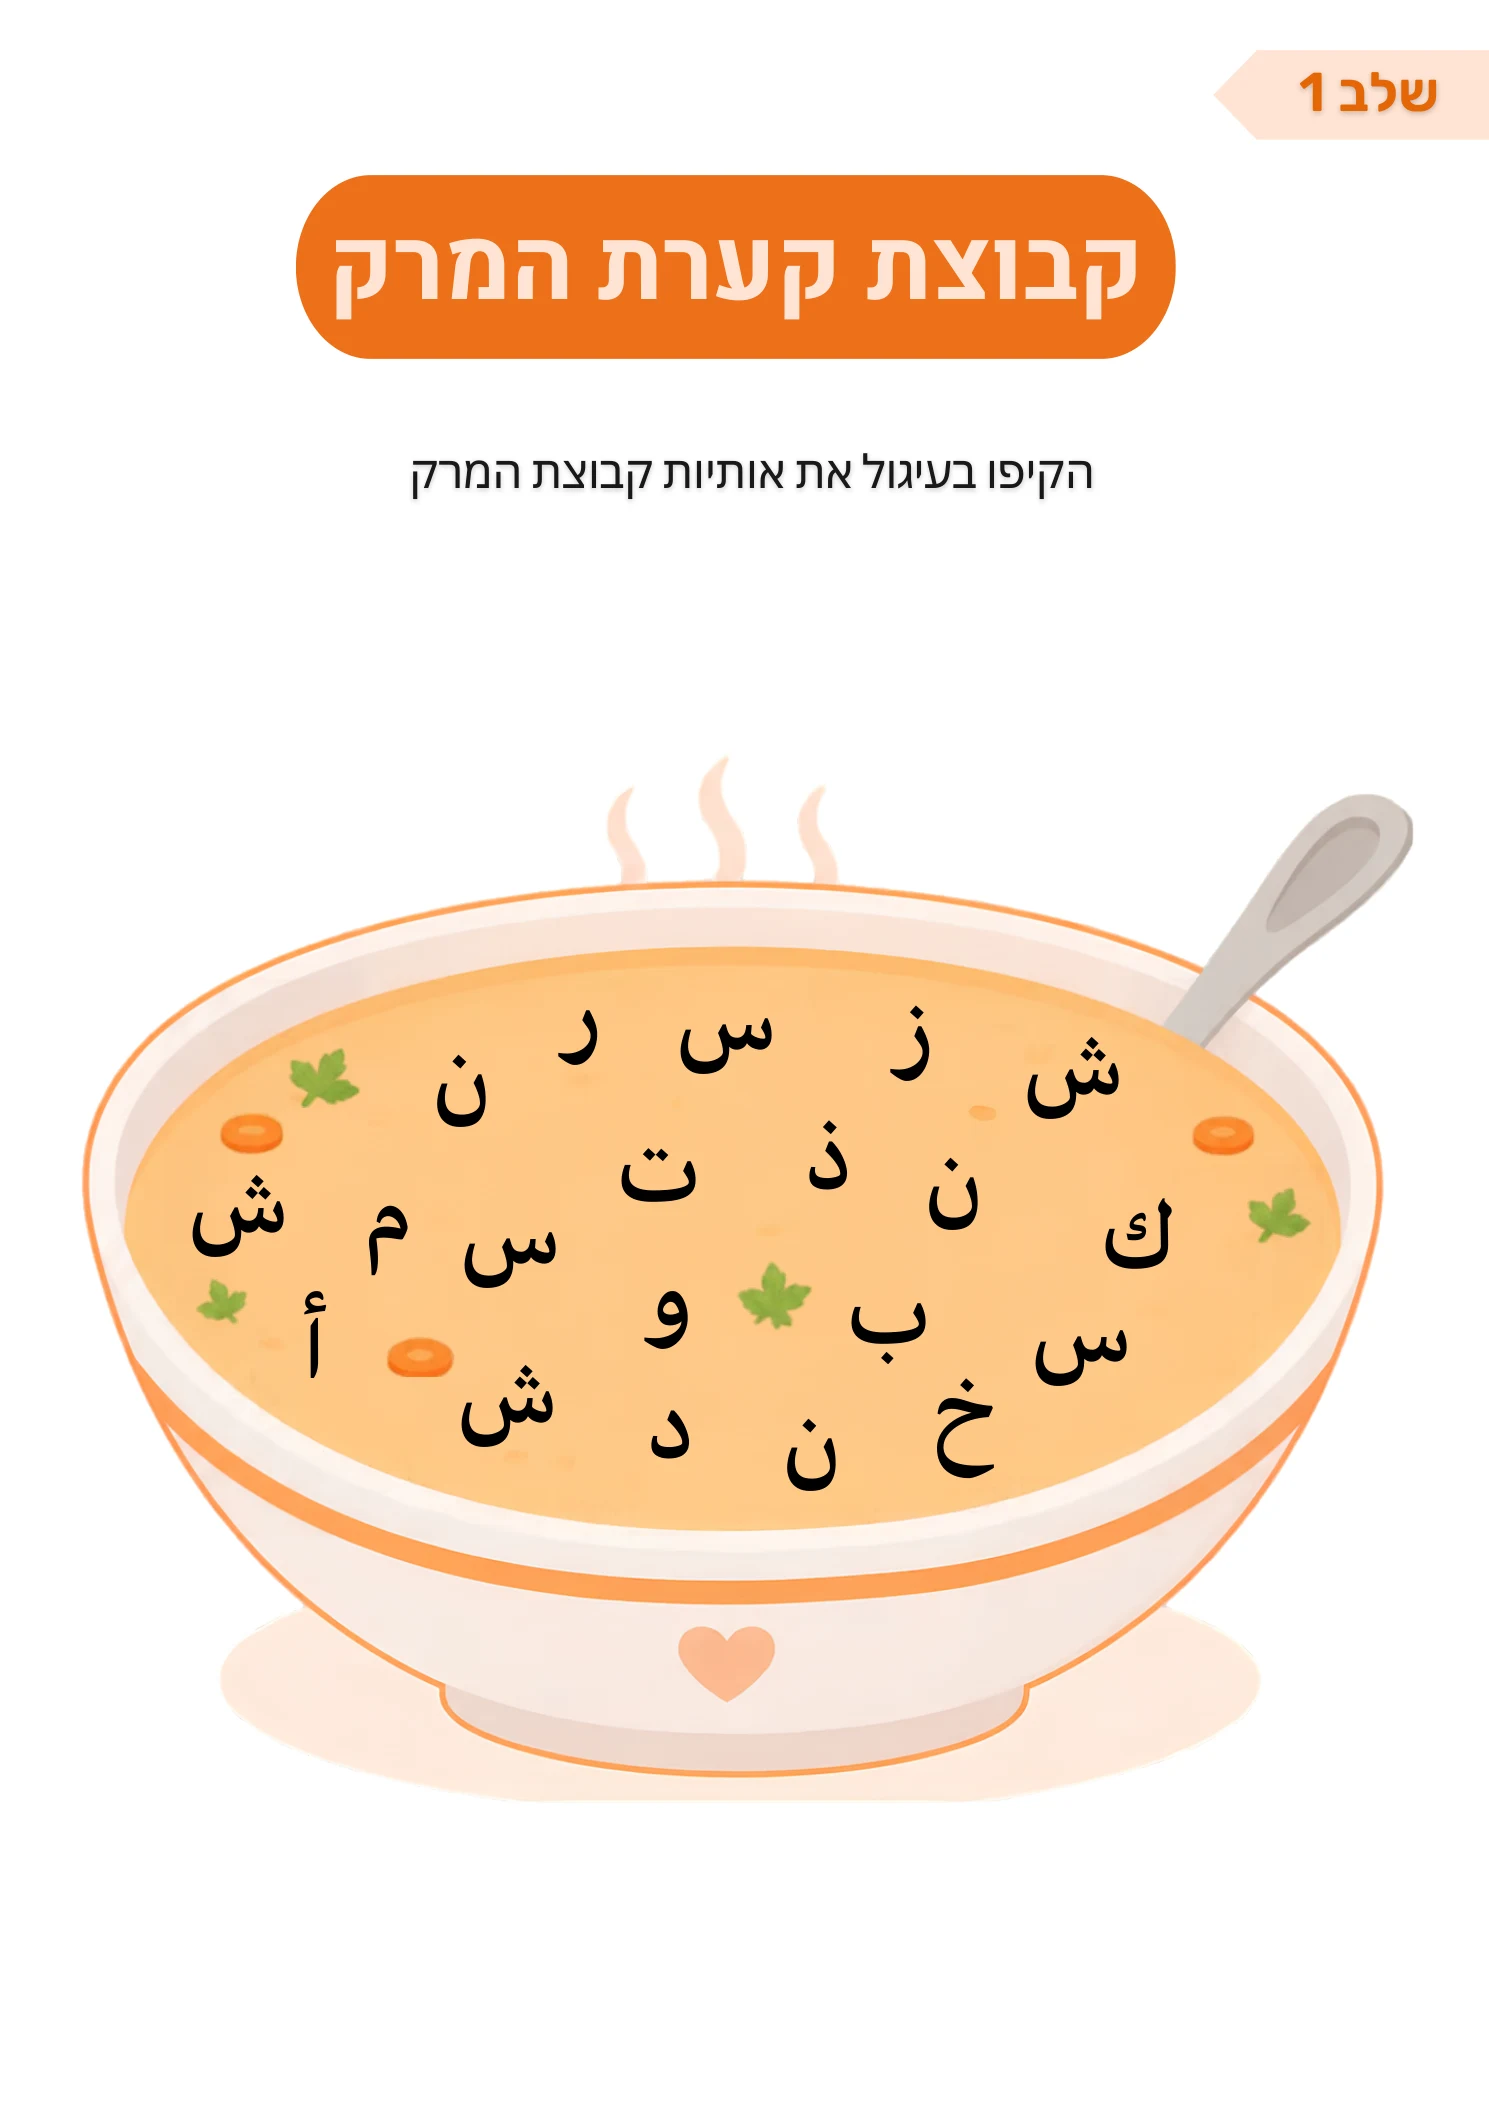 שלב 1
קבוצת קערת המרק
הקיפו בעיגול את אותיות קבוצת המרק
ش ز س ر ن
ك ن ذ ت س م ش
س ب و أ
خ ن د ش